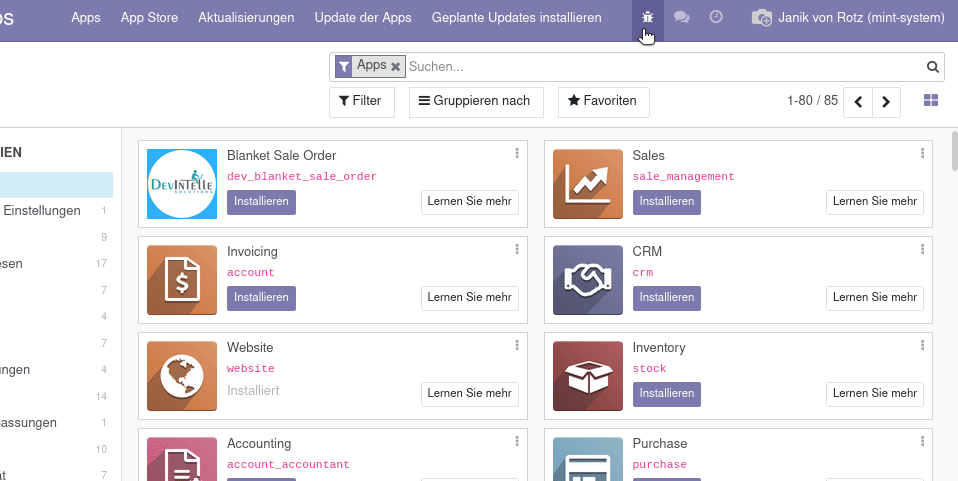 OS Apps App Store Aktualisierungen Update der Apps Geplante Updates installieren Janik von Rotz (mint-system)
Apps Suchen...
Filter Gruppieren nach Favoriten 1-80 / 85
IEN
Einstellungen 1
9
esen 17
7
4
7
ungen 4
14
assungen 1
10
ät 7
Blanket Sale Order
dev_blanket_sale_order
Installieren Lernen Sie mehr
DEVINTELLE
SOLUTIONS
Sales
sale_management
Installieren Lernen Sie mehr
Invoicing
account
Installieren Lernen Sie mehr
CRM
crm
Installieren Lernen Sie mehr
Website
website
Installiert Lernen Sie mehr
Inventory
stock
Installieren Lernen Sie mehr
Accounting
account_accountant
Purchase
purchase